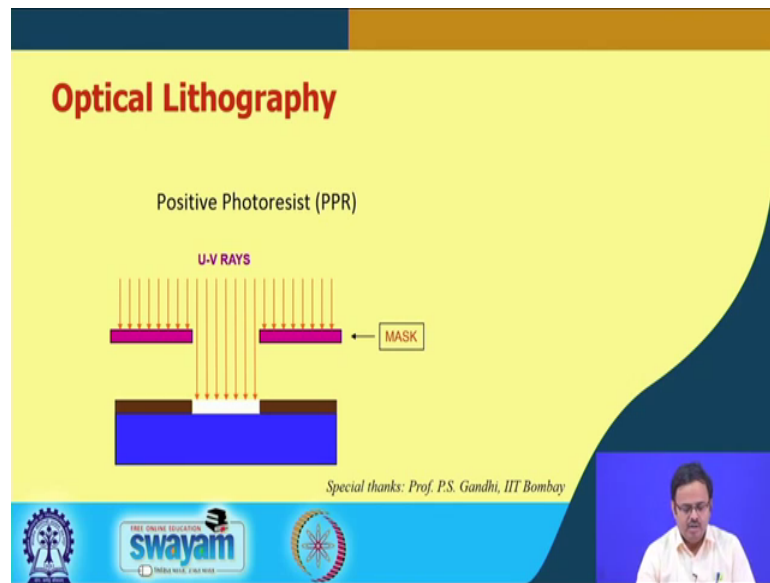 Optical Lithography
Positive Photoresist (PPR)
U-V RAYS
MASK
Special thanks: Prof. P.S. Gandhi, IIT Bombay
FREE ONLINE EDUCATION
swayam